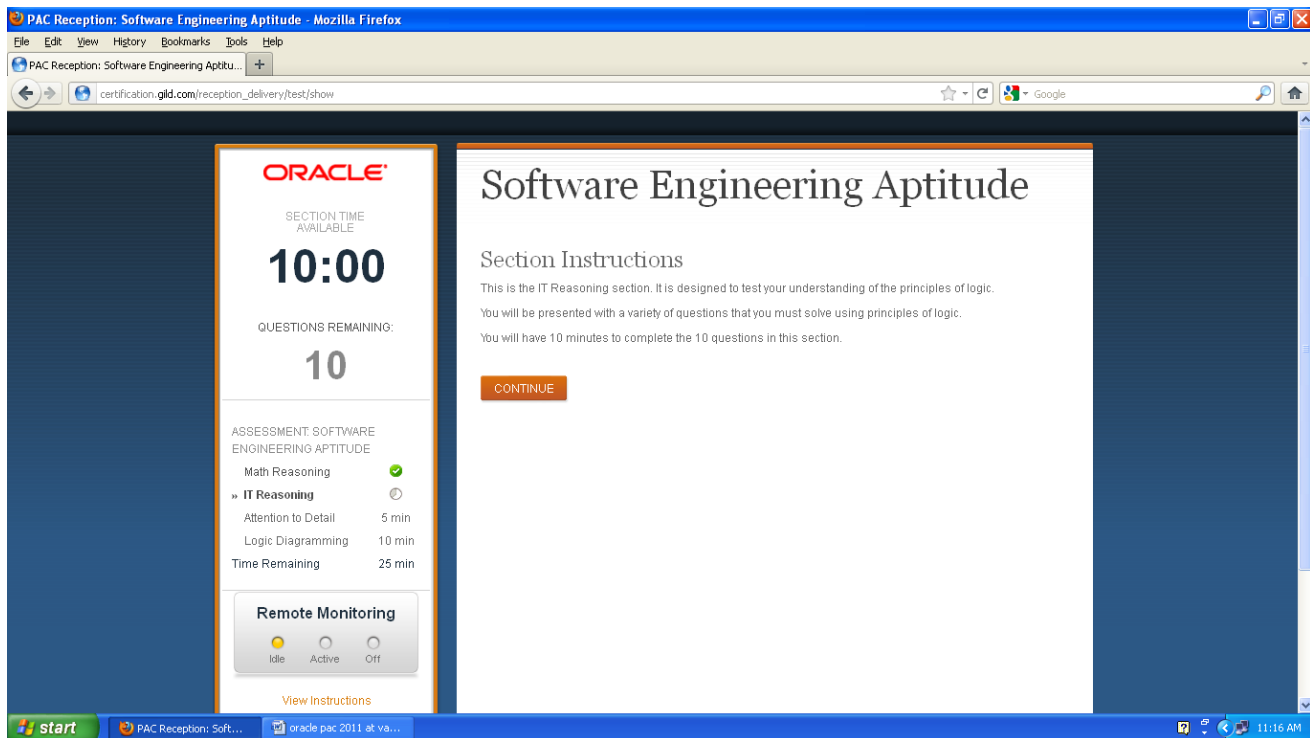 PAC Reception: Software Engineering Aptitude - Mozilla Firefox
File Edit View History Bookmarks Tools Help
PAC Reception: Software Engineering Aptitu... +
certification.gild.com/reception_delivery/test/show
Google
ORACLE
SECTION TIME
AVAILABLE
10:00
QUESTIONS REMAINING:
10
ASSESSMENT: SOFTWARE
ENGINEERING APTITUDE
Math Reasoning
» IT Reasoning
Attention to Detail 5 min
Logic Diagramming 10 min
Time Remaining 25 min
Remote Monitoring
Idle Active Off
View Instructions
Software Engineering Aptitude
Section Instructions
This is the IT Reasoning section. It is designed to test your understanding of the principles of logic.
You will be presented with a variety of questions that you must solve using principles of logic.
You will have 10 minutes to complete the 10 questions in this section.
CONTINUE
start PAC Reception: Soft... oracle pac 2011 at va... 11:16 AM